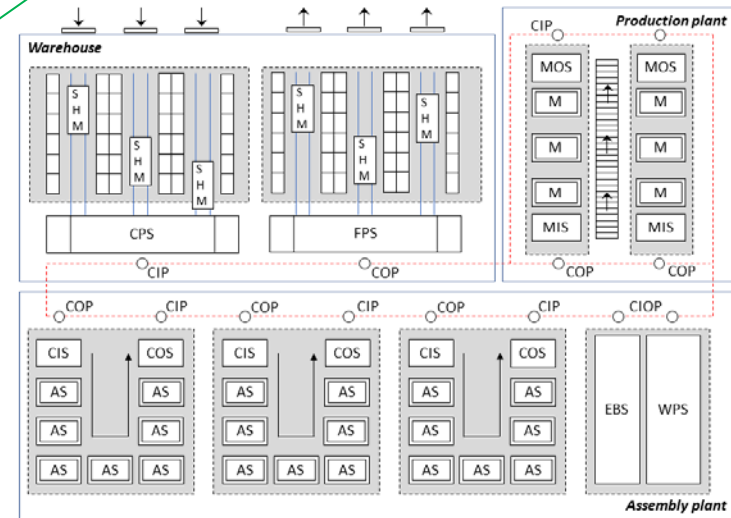 Production plant
CIP
Warehouse
MOS MOS
S H M S H M
M M
S H M
S H M S H M
M M
S H M
M M
MIS MIS
CPS FPS
CIP COP COP COP
COP CIP COP CIP COP CIP CIOP
CIS COS CIS COS CIS COS
AS AS AS AS AS AS
EBS WPS
AS AS AS AS AS AS
AS AS AS AS AS AS AS AS AS
Assembly plant